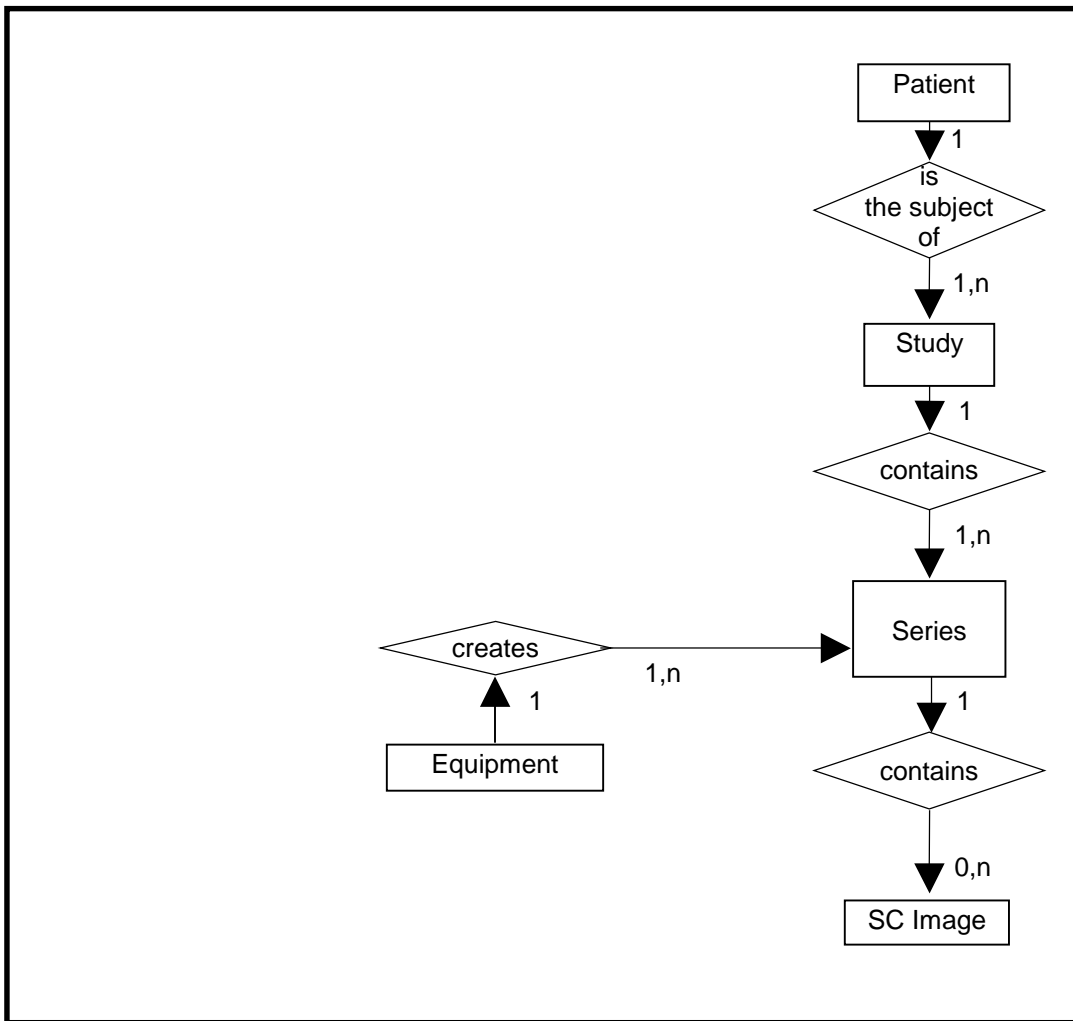 Patient
1
is
the subject
of
1,n
Study
1
contains
1,n
Series
creates
1,n
1
Equipment
1
contains
0,n
SC Image